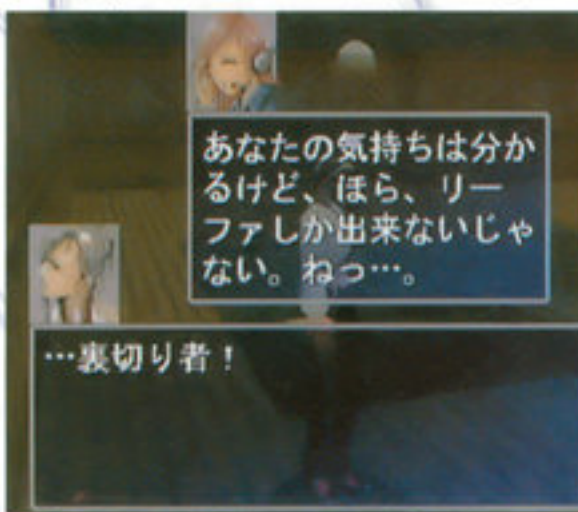 あなたの気持ちは分か
るけど、ほら、リー
ファしか出来ないじゃ
ない。ねっ…。
…裏切り者！